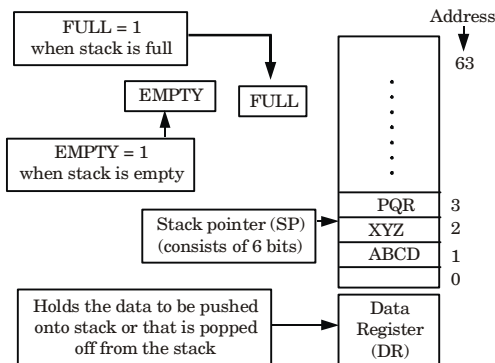 FULL = 1
when stack is full
Address
63
EMPTY
FULL
EMPTY = 1
when stack is empty
PQR 3
Stack pointer (SP)
(consists of 6 bits)
XYZ 2
ABCD 1
0
Holds the data to be pushed
onto stack or that is popped
off from the stack
Data
Register
(DR)